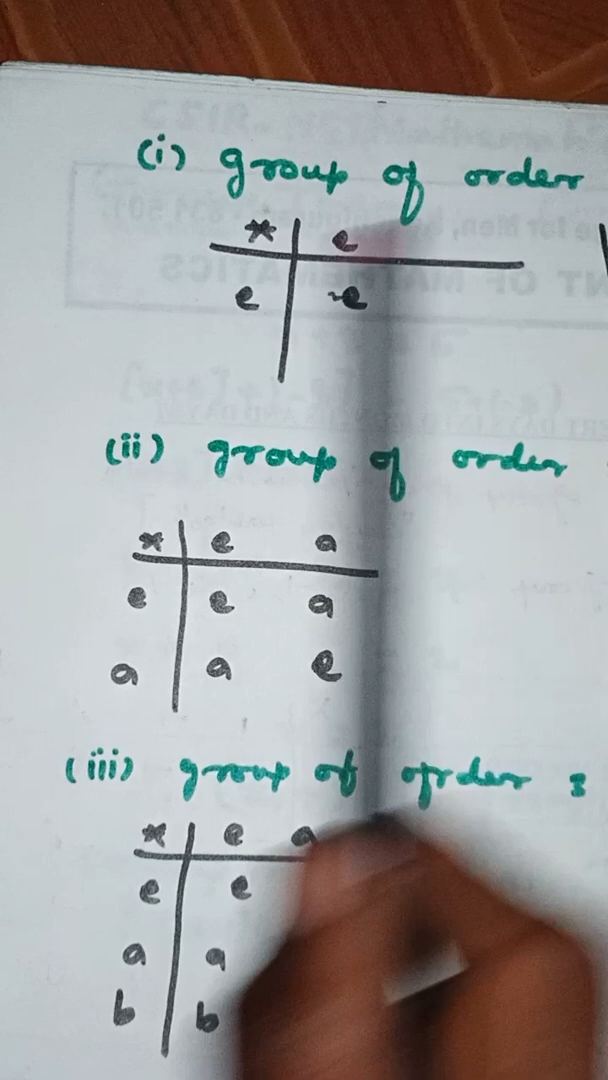 (i) group of order
* e
e e
(ii) group of order
* e a
e e a
a a e
(iii) group of order
* e a
e e
a a
b b